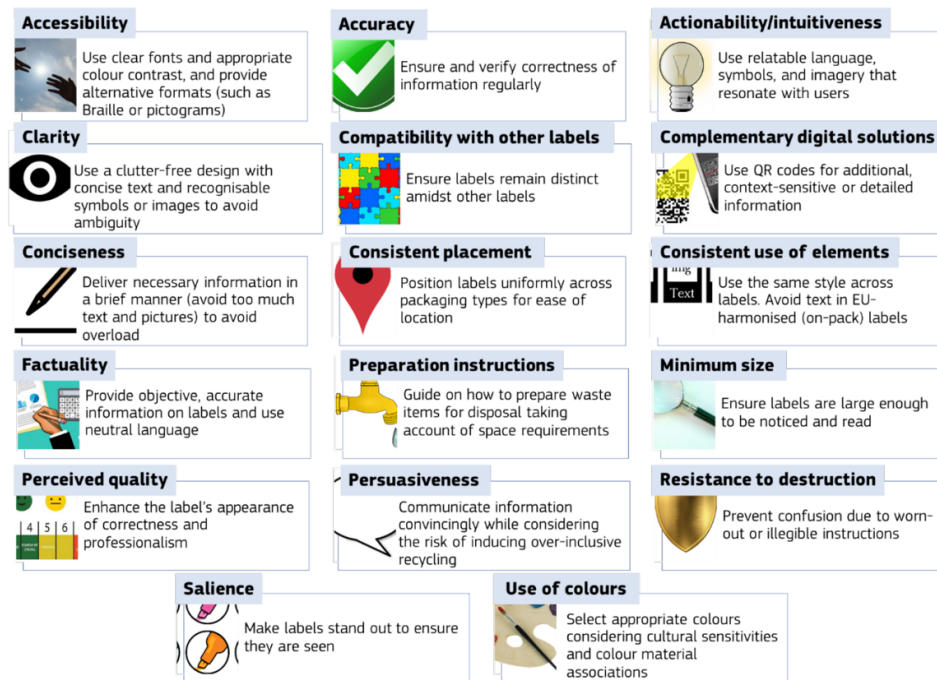 Accessibility
Use clear fonts and appropriate
colour contrast, and provide
alternative formats (such as
Braille or pictograms)
Accuracy
Ensure and verify correctness of
information regularly
Actionability/intuitiveness
Use relatable language,
symbols, and imagery that
resonate with users
Clarity
Use a clutter-free design with
concise text and recognisable
symbols or images to avoid
ambiguity
Compatibility with other labels
Ensure labels remain distinct
amidst other labels
Complementary digital solutions
Use QR codes for additional,
context-sensitive or detailed
information
Conciseness
Deliver necessary information in
a brief manner (avoid too much
text and pictures) to avoid
overload
Consistent placement
Position labels uniformly across
packaging types for ease of
location
Consistent use of elements
img
Text
Use the same style across
labels. Avoid text in EU-
harmonised (on-pack) labels
Factuality
Provide objective, accurate
information on labels and use
neutral language
Preparation instructions
Guide on how to prepare waste
items for disposal taking
account of space requirements
Minimum size
Ensure labels are large enough
to be noticed and read
Perceived quality
4 5 6
Enhance the label's appearance
of correctness and
professionalism
Persuasiveness
Communicate information
convincingly while considering
the risk of inducing over-inclusive
recycling
Resistance to destruction
Prevent confusion due to worn-
out or illegible instructions
Salience
Make labels stand out to ensure
they are seen
Use of colours
Select appropriate colours
considering cultural sensitivities
and colour material
associations